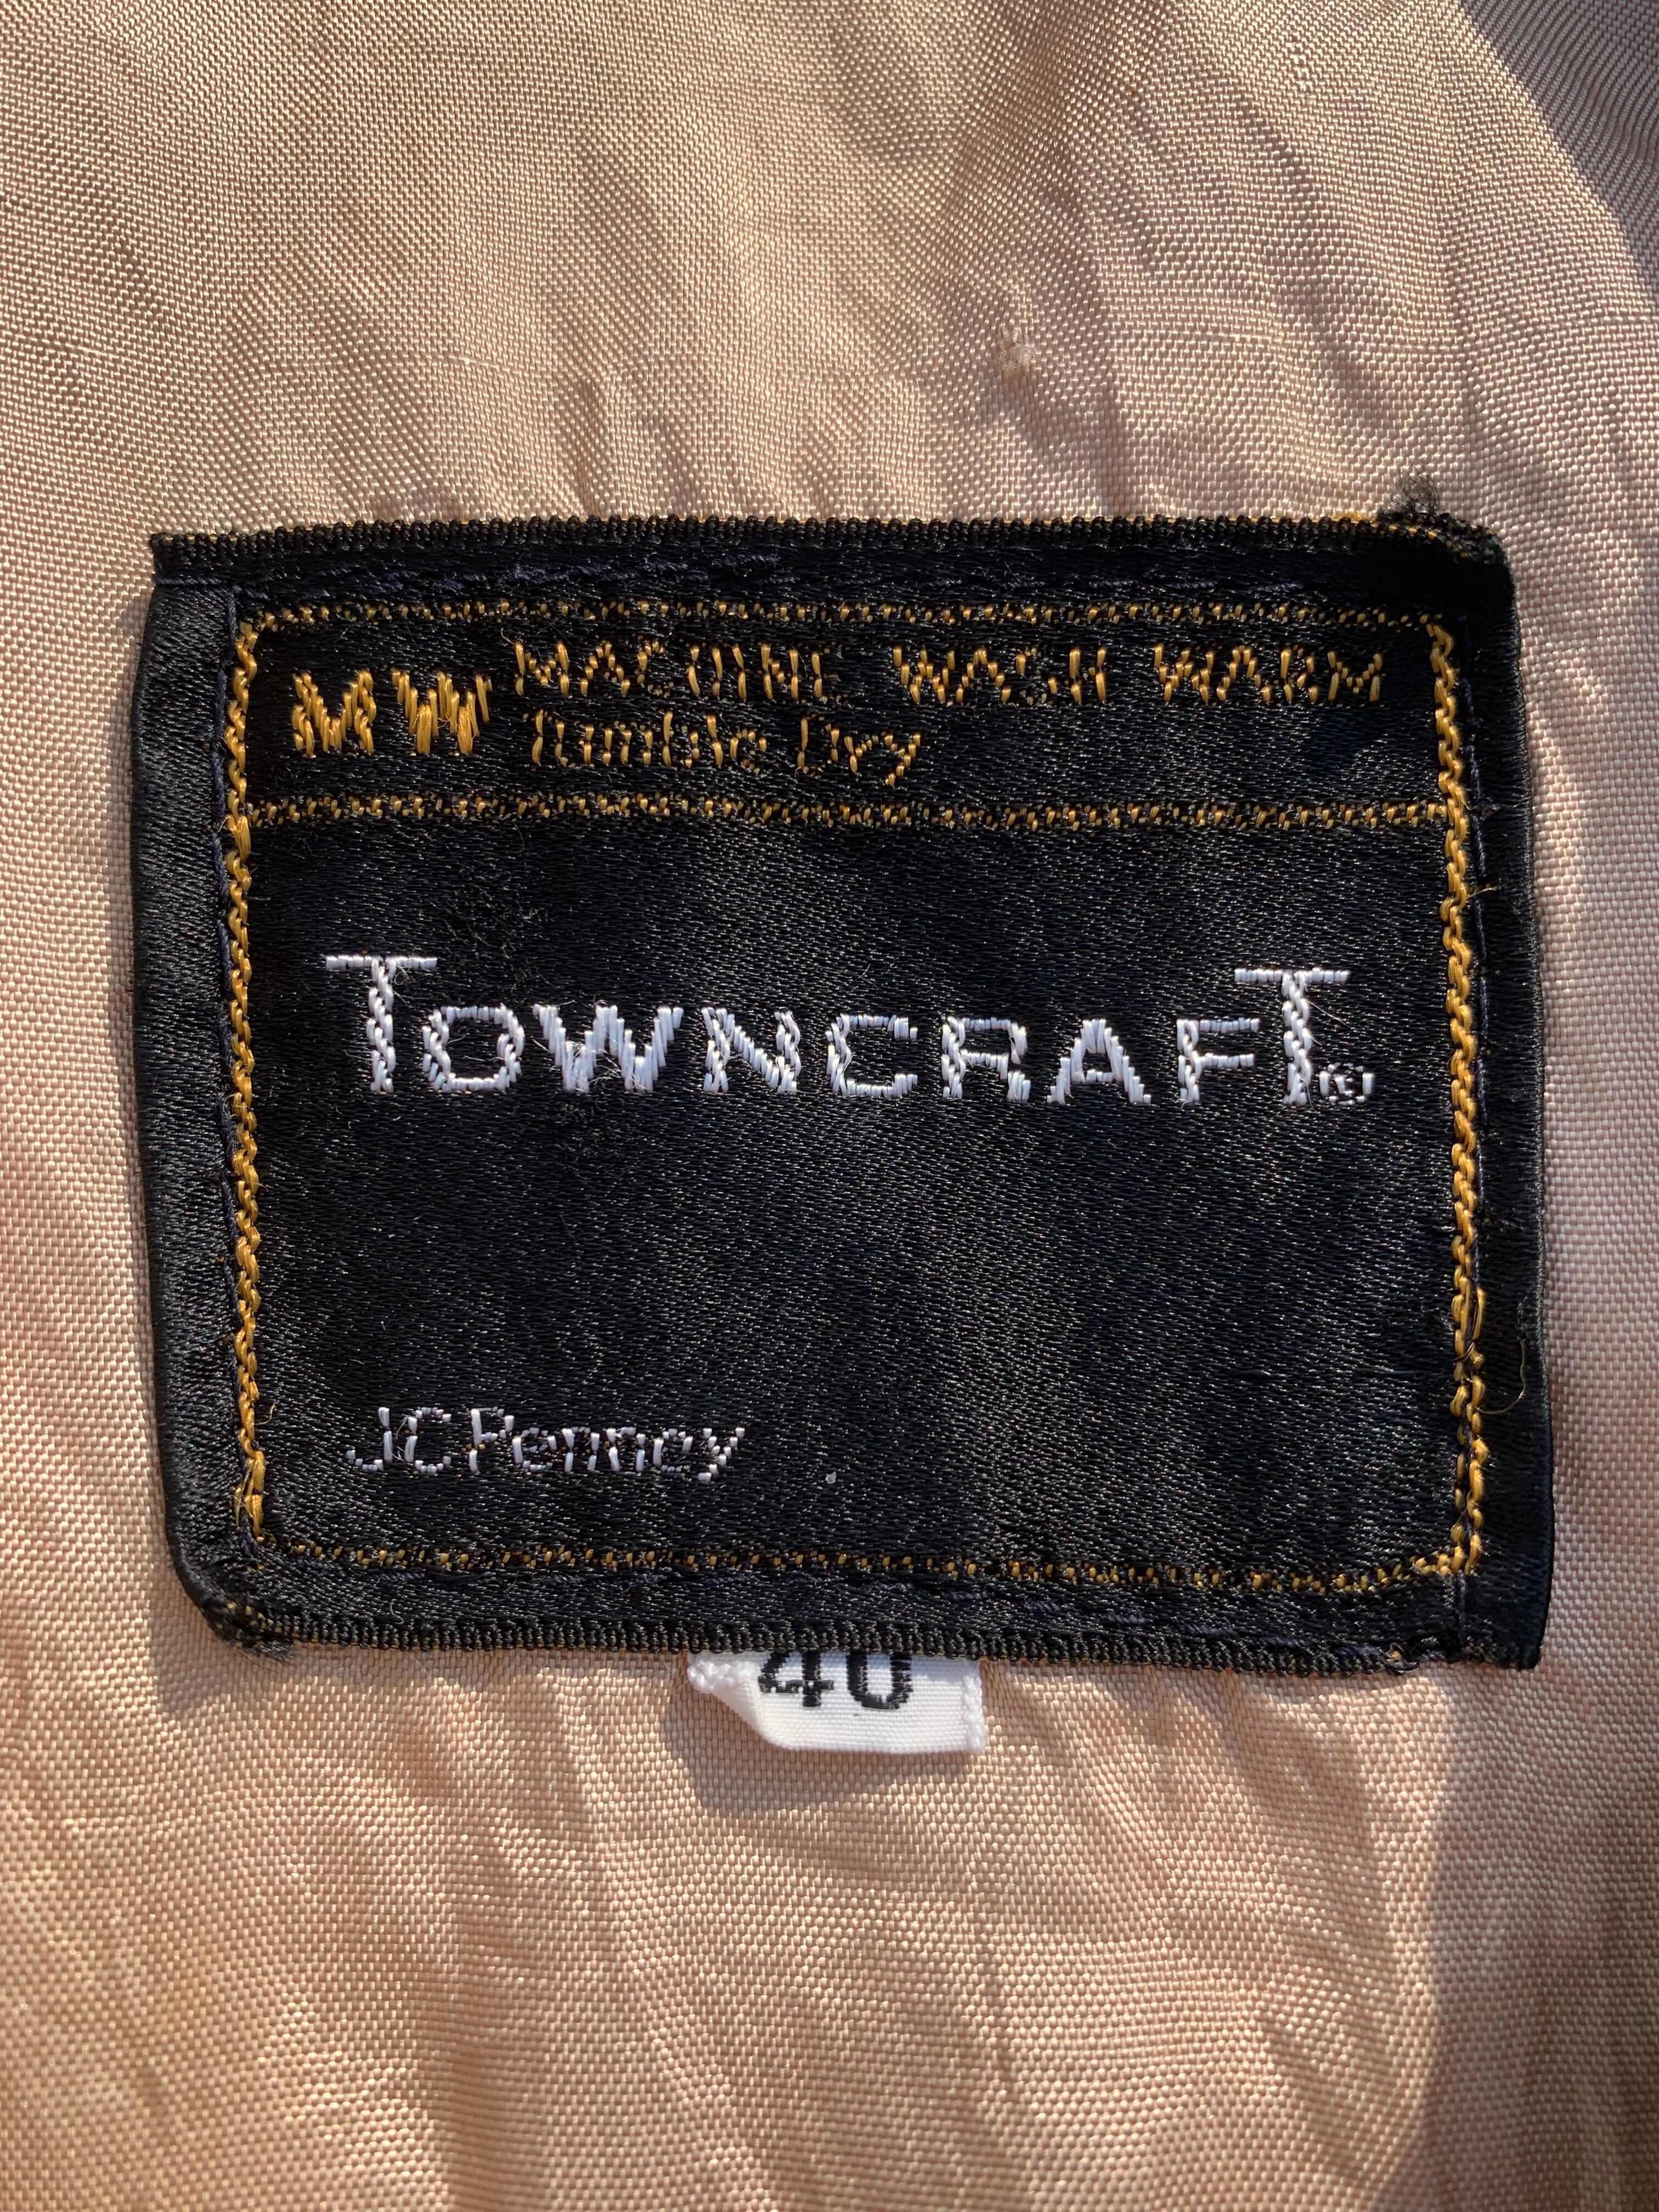 MW MACHINE WASH WARM
Tumble Dry
TOWNCRAFT®
JCPenney
40